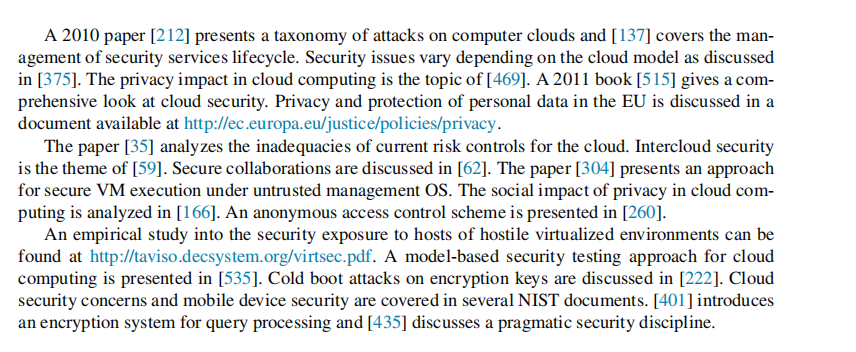 A 2010 paper [212] presents a taxonomy of attacks on computer clouds and [137] covers the man-
agement of security services lifecycle. Security issues vary depending on the cloud model as discussed
in [375]. The privacy impact in cloud computing is the topic of [469]. A 2011 book [515] gives a com-
prehensive look at cloud security. Privacy and protection of personal data in the EU is discussed in a
document available at http://ec.europa.eu/justice/policies/privacy.
The paper [35] analyzes the inadequacies of current risk controls for the cloud. Intercloud security
is the theme of [59]. Secure collaborations are discussed in [62]. The paper [304] presents an approach
for secure VM execution under untrusted management OS. The social impact of privacy in cloud com-
puting is analyzed in [166]. An anonymous access control scheme is presented in [260].
An empirical study into the security exposure to hosts of hostile virtualized environments can be
found at http://taviso.decsystem.org/virtsec.pdf. A model-based security testing approach for cloud
computing is presented in [535]. Cold boot attacks on encryption keys are discussed in [222]. Cloud
security concerns and mobile device security are covered in several NIST documents. [401] introduces
an encryption system for query processing and [435] discusses a pragmatic security discipline.